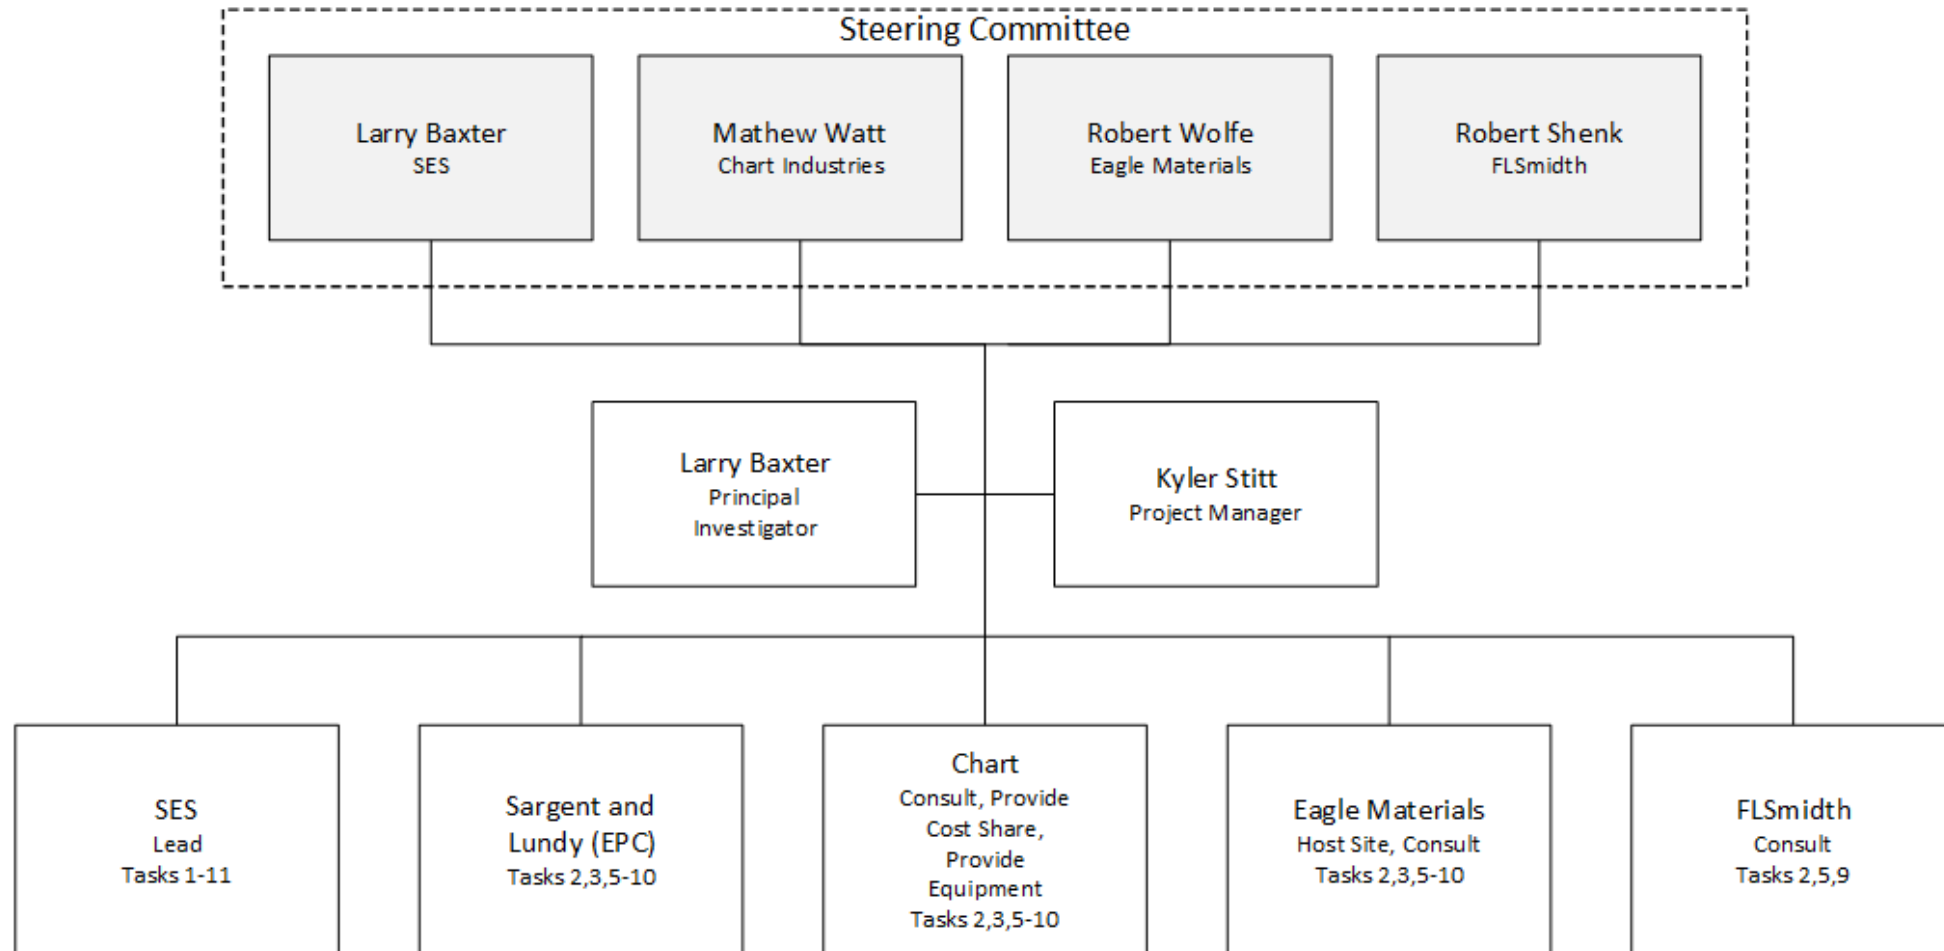 Steering Committee
Larry Baxter
SES
Mathew Watt
Chart Industries
Robert Wolfe
Eagle Materials
Robert Shenk
FLSmidth
Larry Baxter
Principal
Investigator
Kyler Stitt
Project Manager
SES
Lead
Tasks 1-11
Sargent and
Lundy (EPC)
Tasks 2,3,5-10
Chart
Consult, Provide
Cost Share,
Provide
Equipment
Tasks 2,3,5-10
Eagle Materials
Host Site, Consult
Tasks 2,3,5-10
FLSmidth
Consult
Tasks 2,5,9